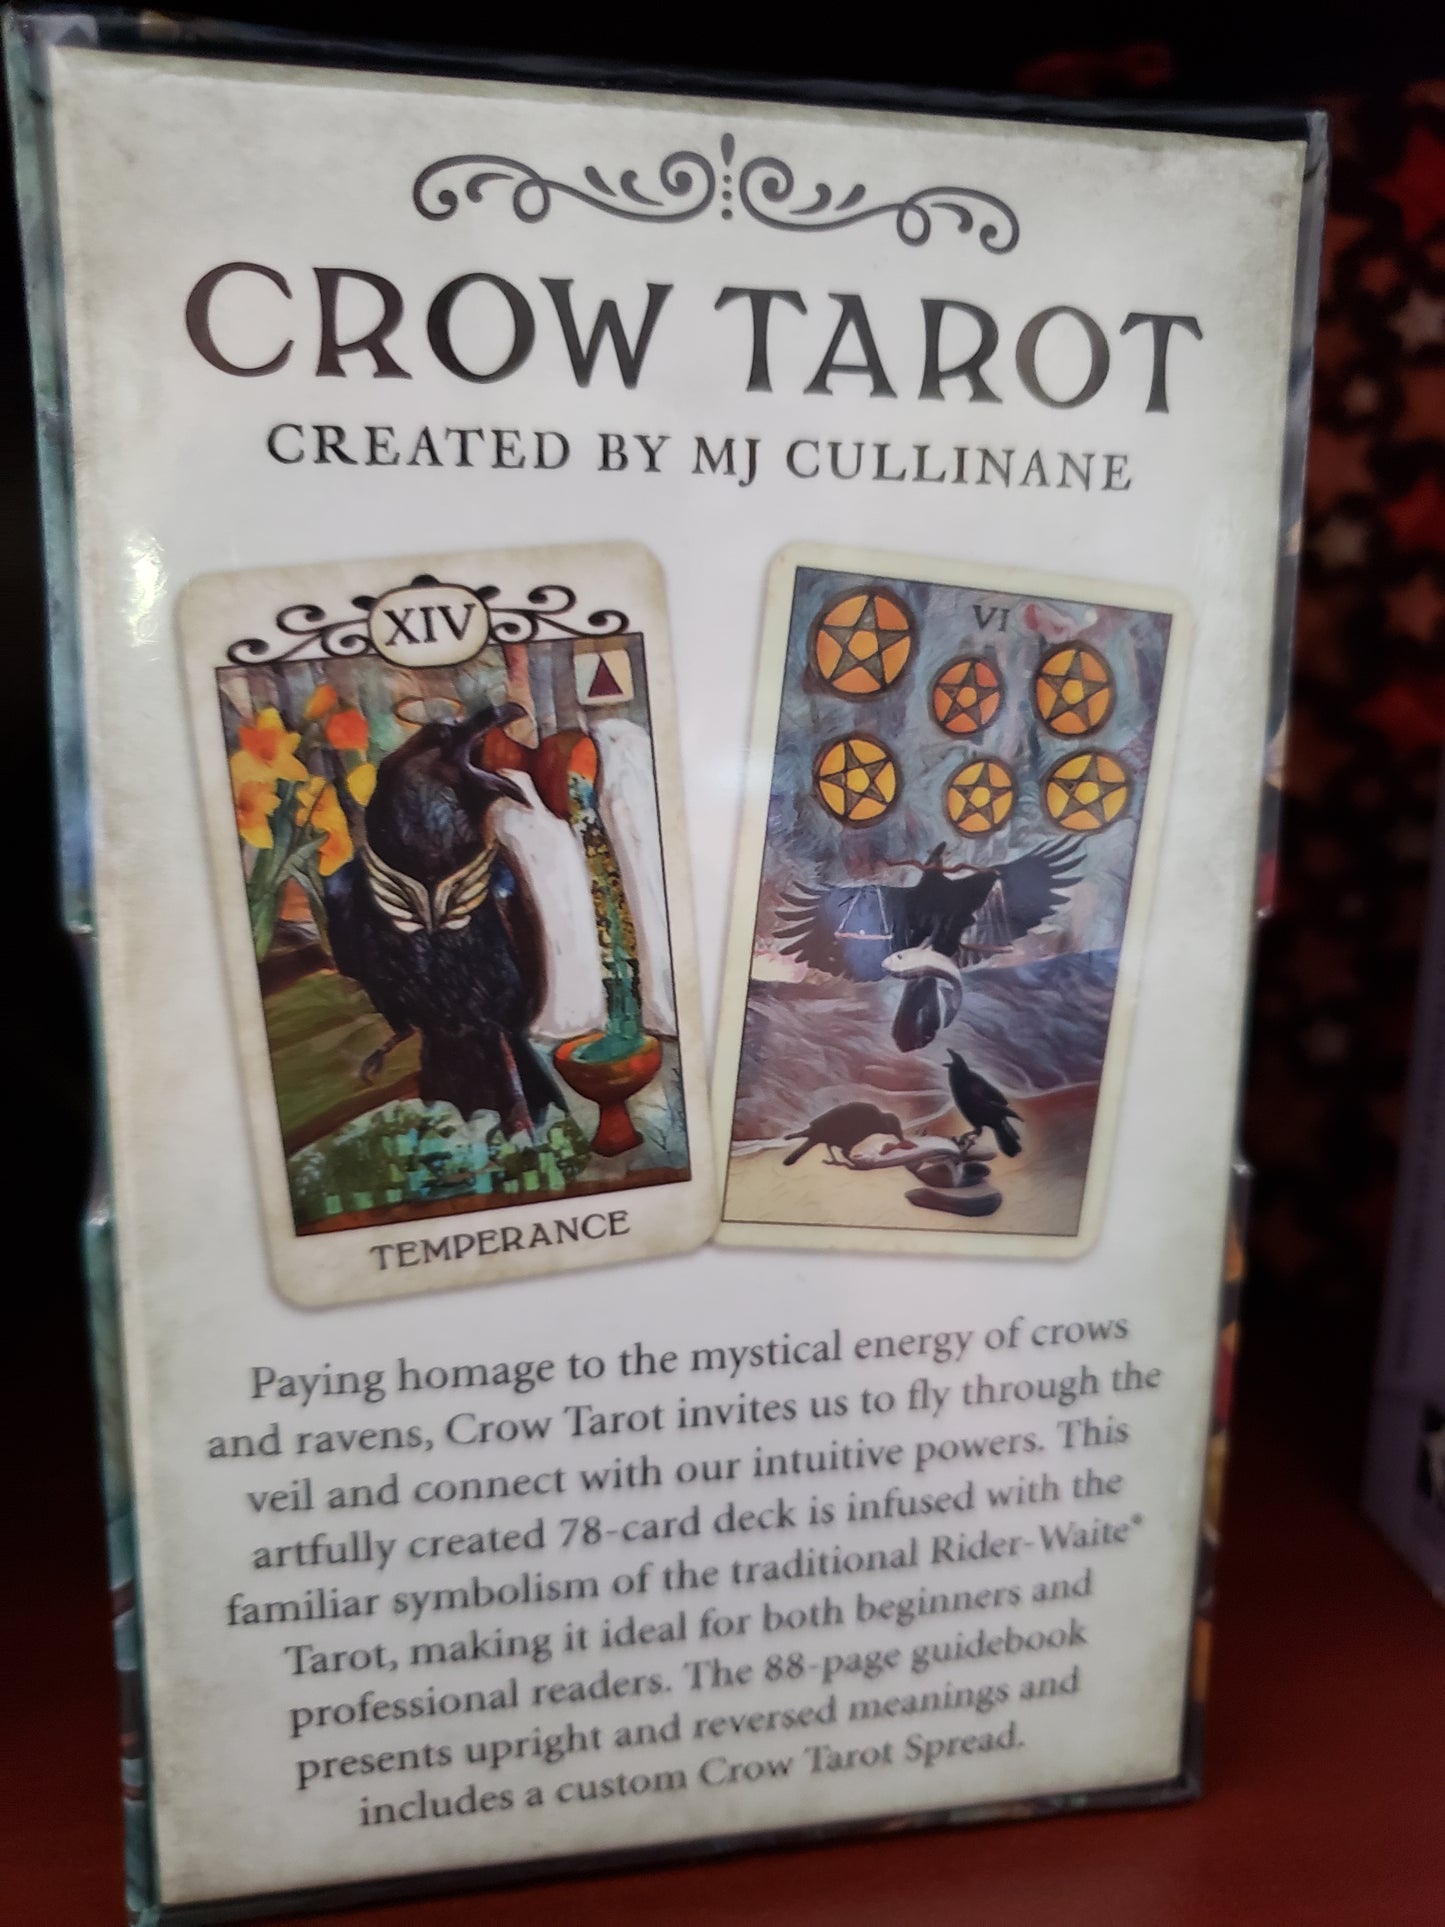 CROW TAROT
CREATED BY MJ CULLINANE
XIV
TEMPERANCE
VI
Paying homage to the mystical energy of crows
and ravens, Crow Tarot invites us to fly through the
veil and connect with our intuitive powers. This
artfully created 78-card deck is infused with the
familiar symbolism of the traditional Rider-Waite®
Tarot, making it ideal for both beginners and
professional readers. The 88-page guidebook
presents upright and reversed meanings and
includes a custom Crow Tarot Spread.